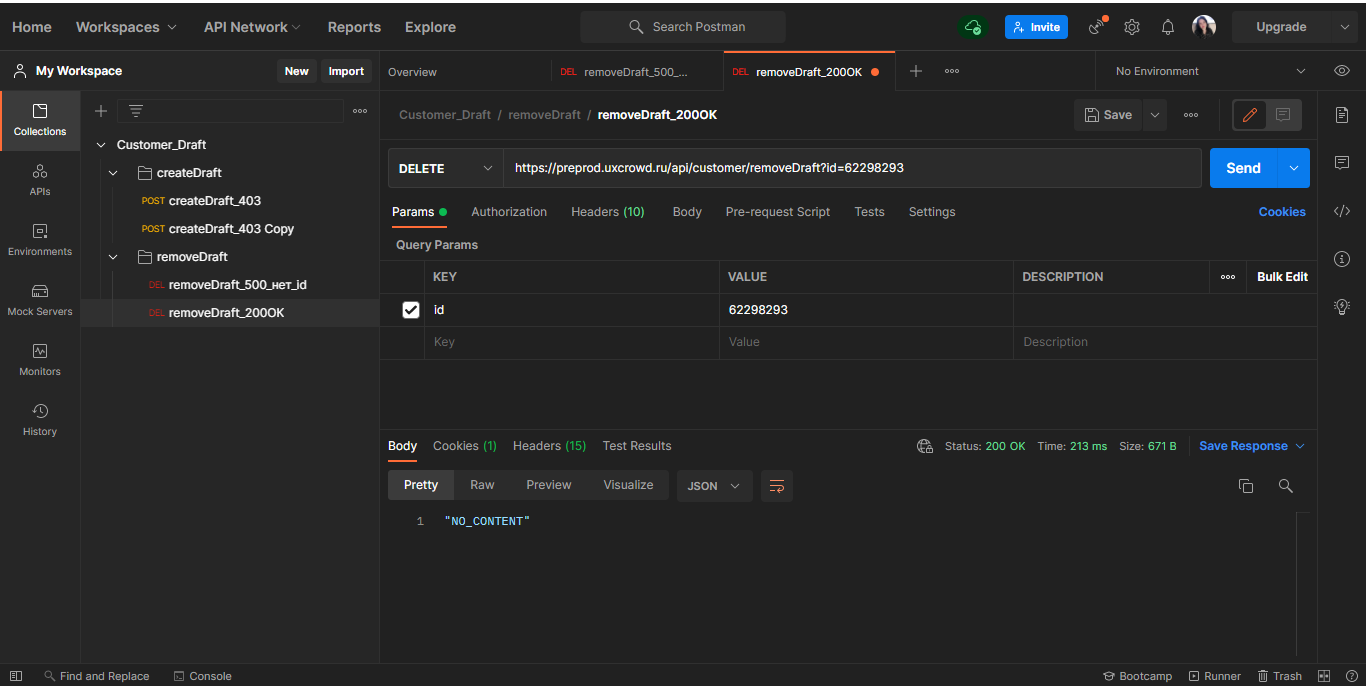 Home Workspaces API Network Reports Explore Search Postman Invite Upgrade
My Workspace New Import Overview DEL removeDraft_500_... DEL removeDraft_200OK No Environment
Collections
APIs
Environments
Mock Servers
Monitors
History
Customer_Draft
createDraft
POST createDraft_403
POST createDraft_403 Copy
removeDraft
DEL removeDraft_500_нет_id
DEL removeDraft_200OK
Customer_Draft / removeDraft / removeDraft_200OK Save
DELETE https://preprod.uxcrowd.ru/api/customer/removeDraft?id=62298293 Send
Params Authorization Headers (10) Body Pre-request Script Tests Settings Cookies
Query Params
KEY VALUE DESCRIPTION Bulk Edit
id 62298293
Key Value Description
Body Cookies (1) Headers (15) Test Results Status: 200 OK Time: 213 ms Size: 671 B Save Response
Pretty Raw Preview Visualize JSON
1 "NO_CONTENT"
Find and Replace Console Bootcamp Runner Trash